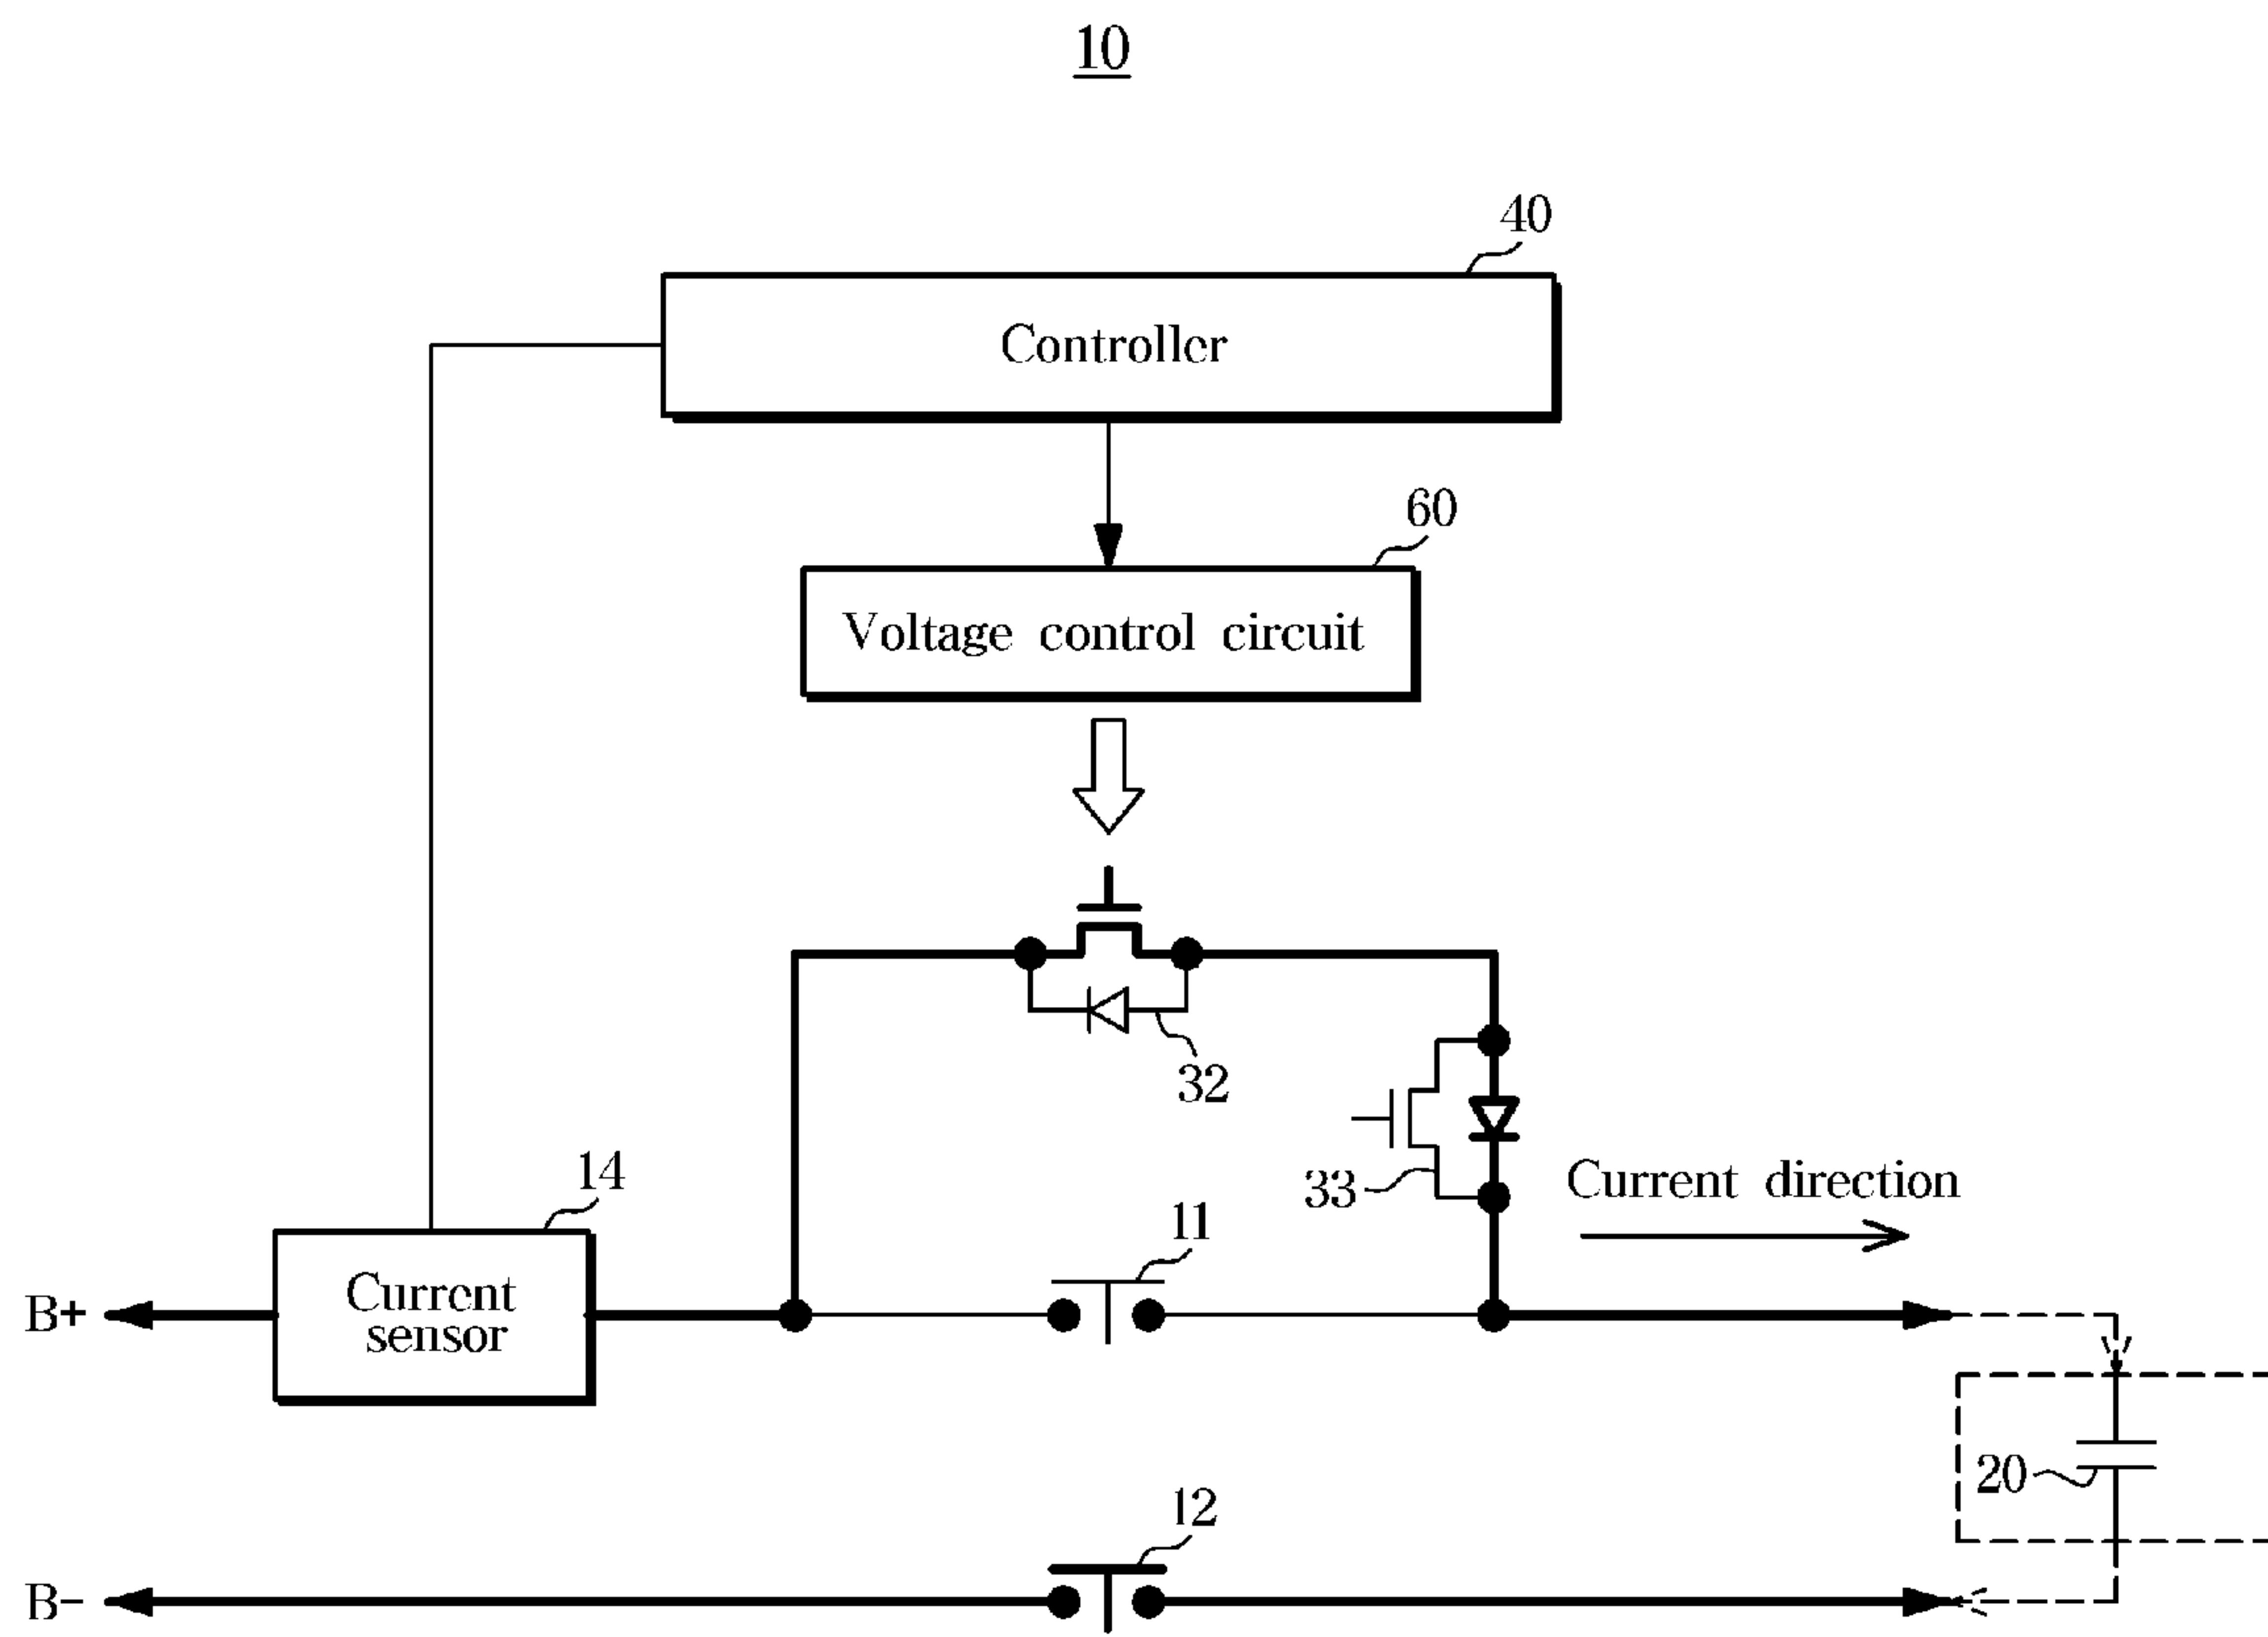 10
40
Controller
60
Voltage control circuit
32
33
Current direction
14
11
B+
Current
sensor
20
12
B-